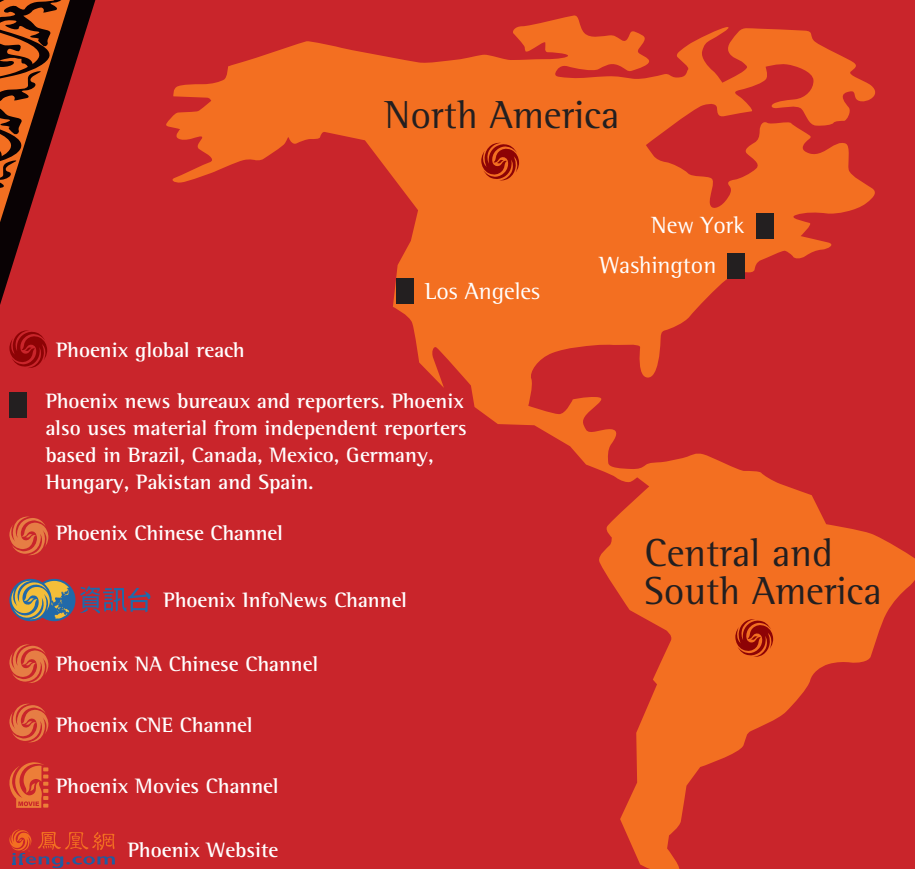 North America
New York
Washington
Los Angeles
Phoenix global reach
Phoenix news bureaux and reporters. Phoenix
also uses material from independent reporters
based in Brazil, Canada, Mexico, Germany,
Hungary, Pakistan and Spain.
Phoenix Chinese Channel
Central and
South America
資訊台 Phoenix InfoNews Channel
Phoenix NA Chinese Channel
Phoenix CNE Channel
MOVIE Phoenix Movies Channel
鳳凰網
ifeng.com Phoenix Website